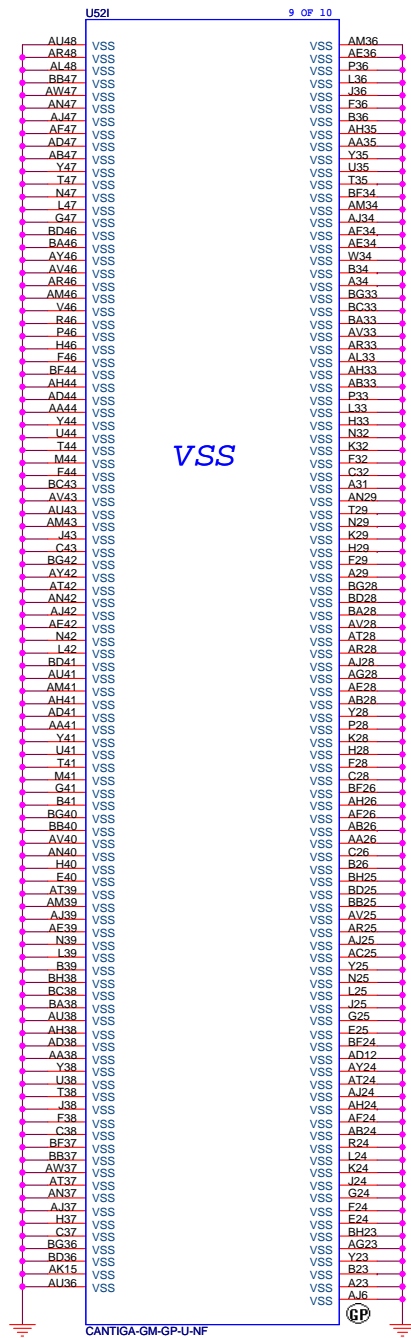 U52I 9 OF 10
AU48 VSS VSS AM36
AR48 VSS VSS AE36
AL48 VSS VSS P36
BB47 VSS VSS L36
AW47 VSS VSS J36
AN47 VSS VSS F36
AJ47 VSS VSS B36
AF47 VSS VSS AH35
AD47 VSS VSS AA35
AB47 VSS VSS Y35
Y47 VSS VSS U35
T47 VSS VSS T35
N47 VSS VSS BF34
L47 VSS VSS AM34
G47 VSS VSS AJ34
BD46 VSS VSS AF34
BA46 VSS VSS AE34
AY46 VSS VSS W34
AV46 VSS VSS B34
AR46 VSS VSS A34
AM46 VSS VSS BG33
V46 VSS VSS BC33
R46 VSS VSS BA33
P46 VSS VSS AV33
H46 VSS VSS AR33
F46 VSS VSS AL33
BF44 VSS VSS AH33
AH44 VSS VSS AB33
AD44 VSS VSS P33
AA44 VSS VSS L33
Y44 VSS VSS H33
U44 VSS VSS N32
T44 VSS VSS K32
VSS
M44 VSS VSS F32
F44 VSS VSS C32
BC43 VSS VSS A31
AV43 VSS VSS AN29
AU43 VSS VSS T29
AM43 VSS VSS N29
J43 VSS VSS K29
C43 VSS VSS H29
BG42 VSS VSS F29
AY42 VSS VSS A29
AT42 VSS VSS BG28
AN42 VSS VSS BD28
AJ42 VSS VSS BA28
AE42 VSS VSS AV28
N42 VSS VSS AT28
L42 VSS VSS AR28
BD41 VSS VSS AJ28
AU41 VSS VSS AG28
AM41 VSS VSS AE28
AH41 VSS VSS AB28
AD41 VSS VSS Y28
AA41 VSS VSS P28
Y41 VSS VSS K28
U41 VSS VSS H28
T41 VSS VSS F28
M41 VSS VSS C28
G41 VSS VSS BF26
B41 VSS VSS AH26
BG40 VSS VSS AF26
BB40 VSS VSS AB26
AV40 VSS VSS AA26
AN40 VSS VSS C26
H40 VSS VSS B26
E40 VSS VSS BH25
AT39 VSS VSS BD25
AM39 VSS VSS BB25
AJ39 VSS VSS AV25
AE39 VSS VSS AR25
N39 VSS VSS AJ25
L39 VSS VSS AC25
B39 VSS VSS Y25
BH38 VSS VSS N25
BC38 VSS VSS L25
BA38 VSS VSS J25
AU38 VSS VSS G25
AH38 VSS VSS E25
AD38 VSS VSS BF24
AA38 VSS VSS AD12
Y38 VSS VSS AY24
U38 VSS VSS AT24
T38 VSS VSS AJ24
J38 VSS VSS AH24
F38 VSS VSS AF24
C38 VSS VSS AB24
BF37 VSS VSS R24
BB37 VSS VSS L24
AW37 VSS VSS K24
AT37 VSS VSS J24
AN37 VSS VSS G24
AJ37 VSS VSS F24
H37 VSS VSS E24
C37 VSS VSS BH23
BG36 VSS VSS AG23
BD36 VSS VSS Y23
AK15 VSS VSS B23
AU36 VSS VSS A23
VSS AJ6
GP
CANTIGA-GM-GP-U-NF